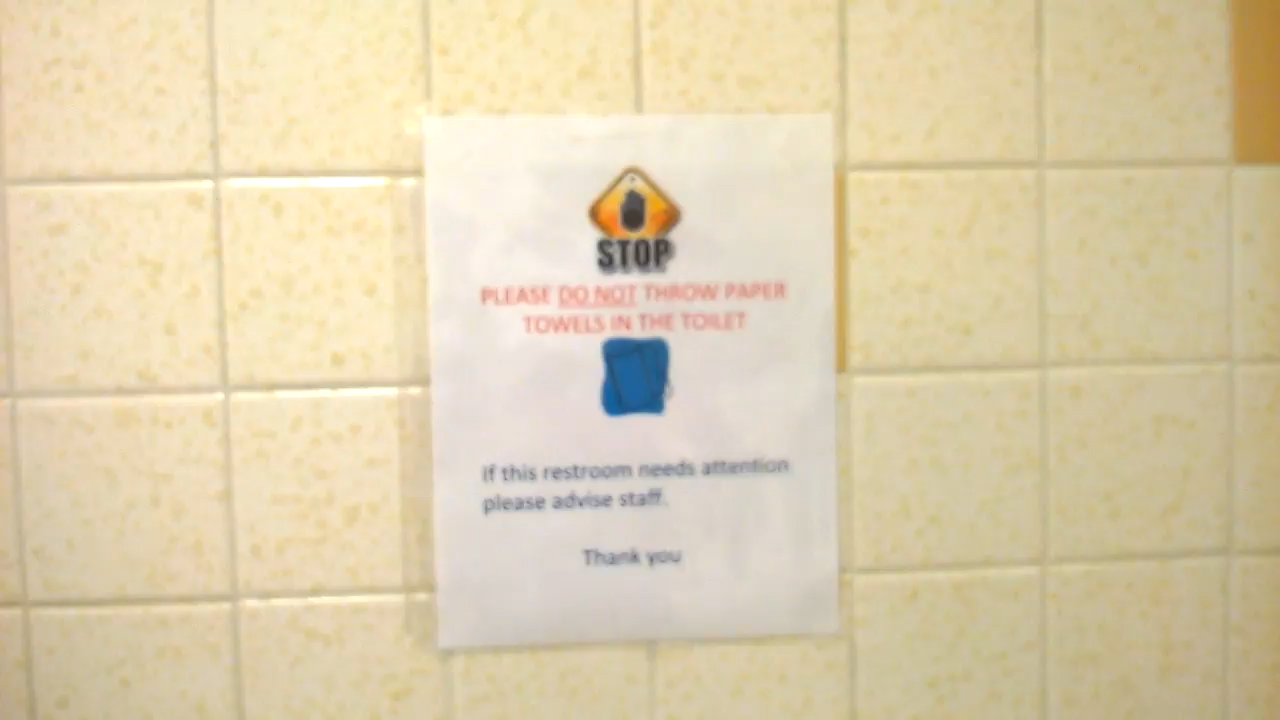 STOP
PLEASE DO NOT THROW PAPER
TOWELS IN THE TOILET
If this restroom needs attention
please advise staff.
Thank you